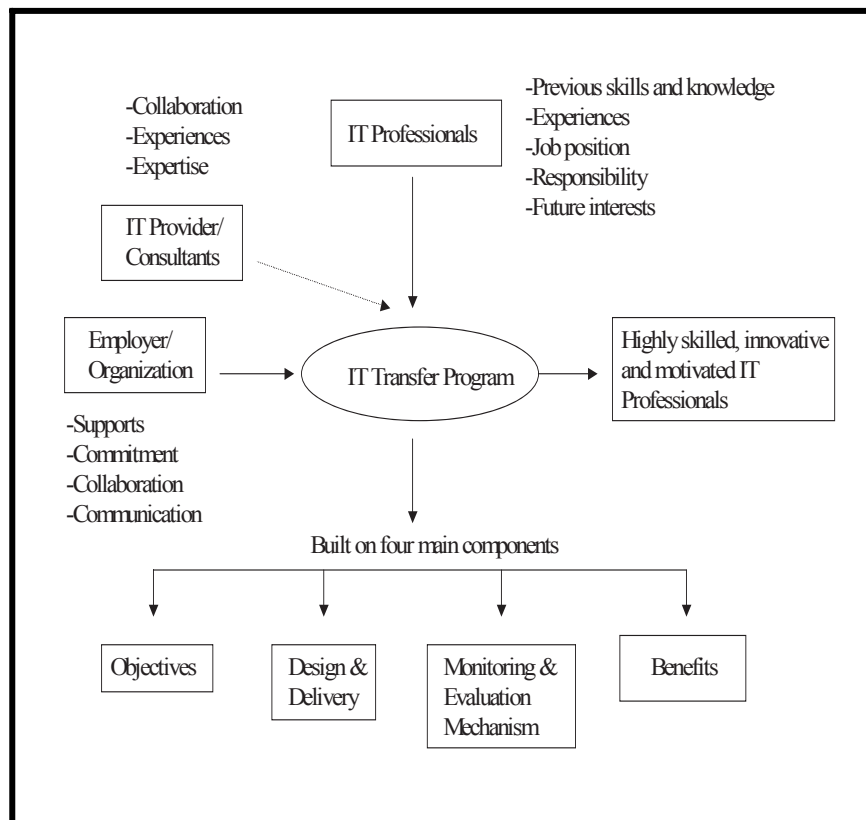 -Collaboration
-Experiences
-Expertise
IT Professionals
-Previous skills and knowledge
-Experiences
-Job position
-Responsibility
-Future interests
IT Provider/
Consultants
Employer/
Organization
IT Transfer Program
Highly skilled, innovative
and motivated IT
Professionals
-Supports
-Commitment
-Collaboration
-Communication
Built on four main components
Objectives
Design &
Delivery
Monitoring &
Evaluation
Mechanism
Benefits